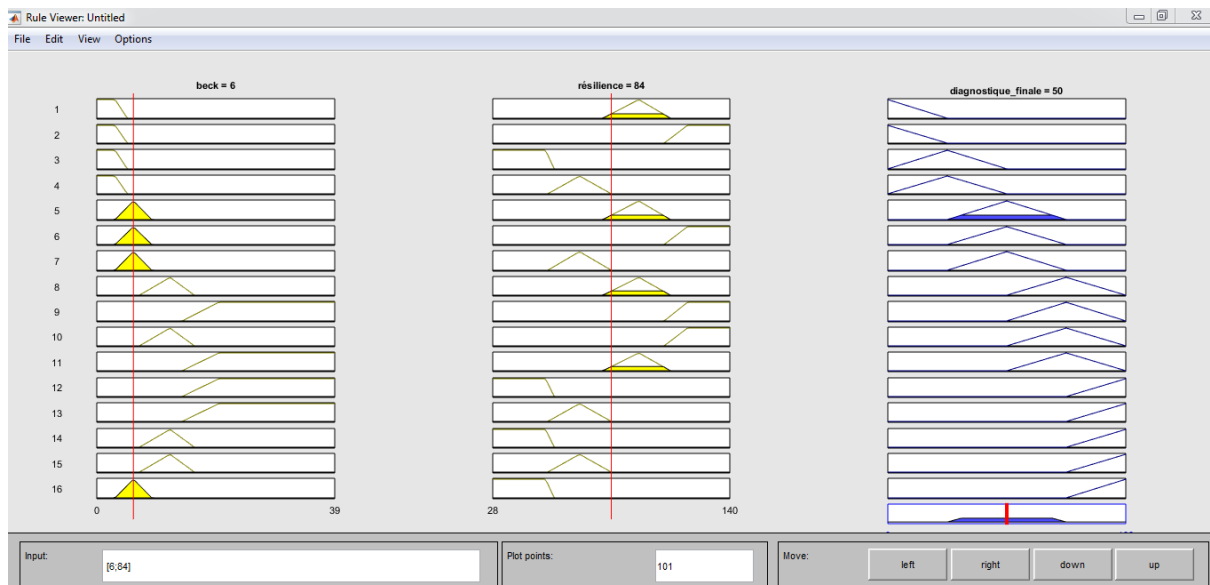 Rule Viewer: Untitled
File Edit View Options
beck = 6
résilience = 84
diagnostique_finale = 50
1
2
3
4
5
6
7
8
9
10
11
12
13
14
15
16
0 39
28 140
Input: [6;84]
Plot points: 101
Move: left right down up